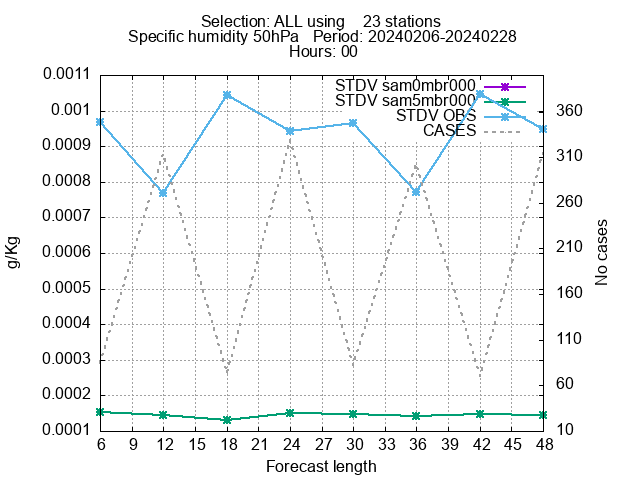 Selection: ALL using    23 stations
Specific humidity 50hPa   Period: 20240206-20240228
Hours: 00
STDV sam0mbr000
STDV sam5mbr000
STDV OBS
CASES
0.0011
0.001
0.0009
0.0008
0.0007
0.0006
0.0005
0.0004
0.0003
0.0002
0.0001
g/Kg
360
310
260
210
160
110
60
10
No cases
6 9 12 15 18 21 24 27 30 33 36 39 42 45 48
Forecast length